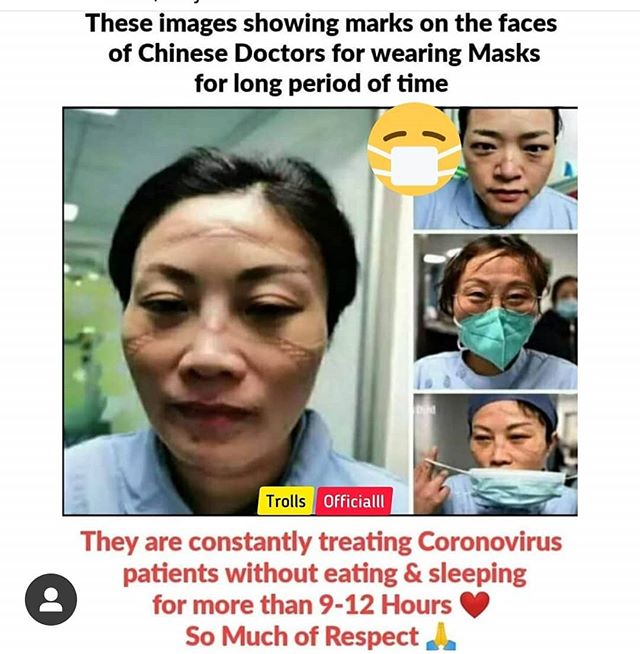 These images showing marks on the faces
of Chinese Doctors for wearing Masks
for long period of time
Trolls Officialll
They are constantly treating Coronovirus
patients without eating & sleeping
for more than 9-12 Hours ❤️
So Much of Respect 🙏